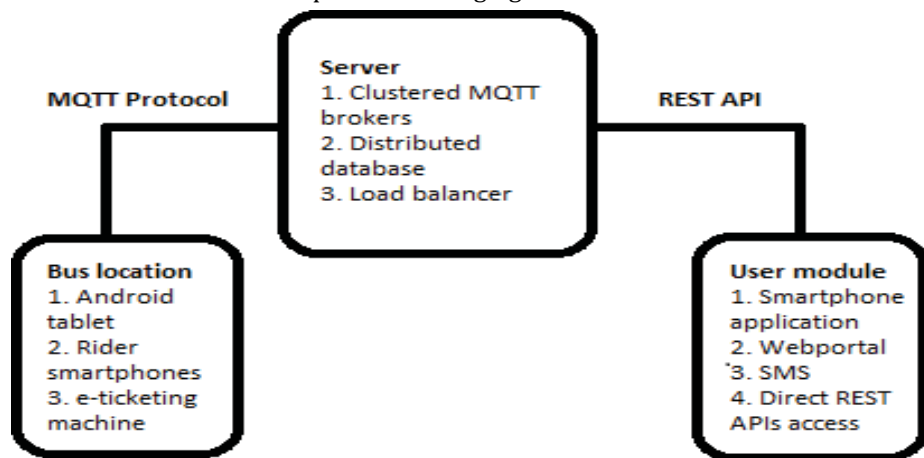 Server
1. Clustered MQTT
brokers
2. Distributed
database
3. Load balancer
MQTT Protocol
REST API
Bus location
1. Android
tablet
2. Rider
smartphones
3. e-ticketing
machine
User module
1. Smartphone
application
2. Webportal
3. SMS
4. Direct REST
APIs access